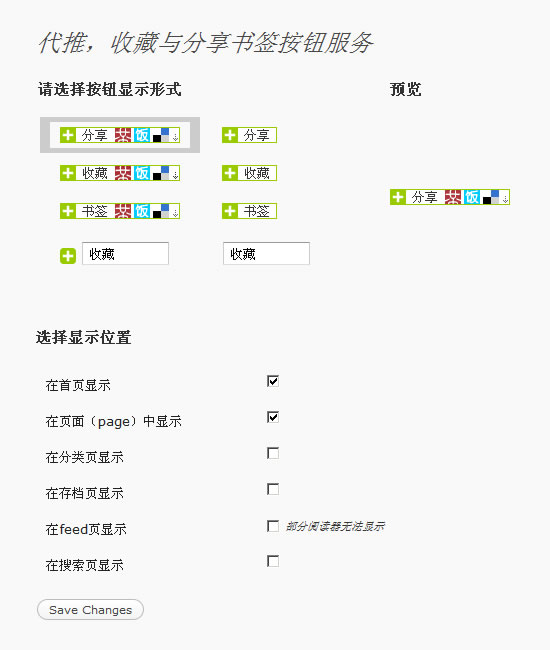 代推，收藏与分享书签按钮服务
请选择按钮显示形式 预览
分享 饭 分享
收藏 饭 收藏
书签 饭 书签
分享 饭
收藏 收藏
选择显示位置
在首页显示
在页面（page）中显示
在分类页显示
在存档页显示
在feed页显示 部分阅读器无法显示
在搜索页显示
Save Changes